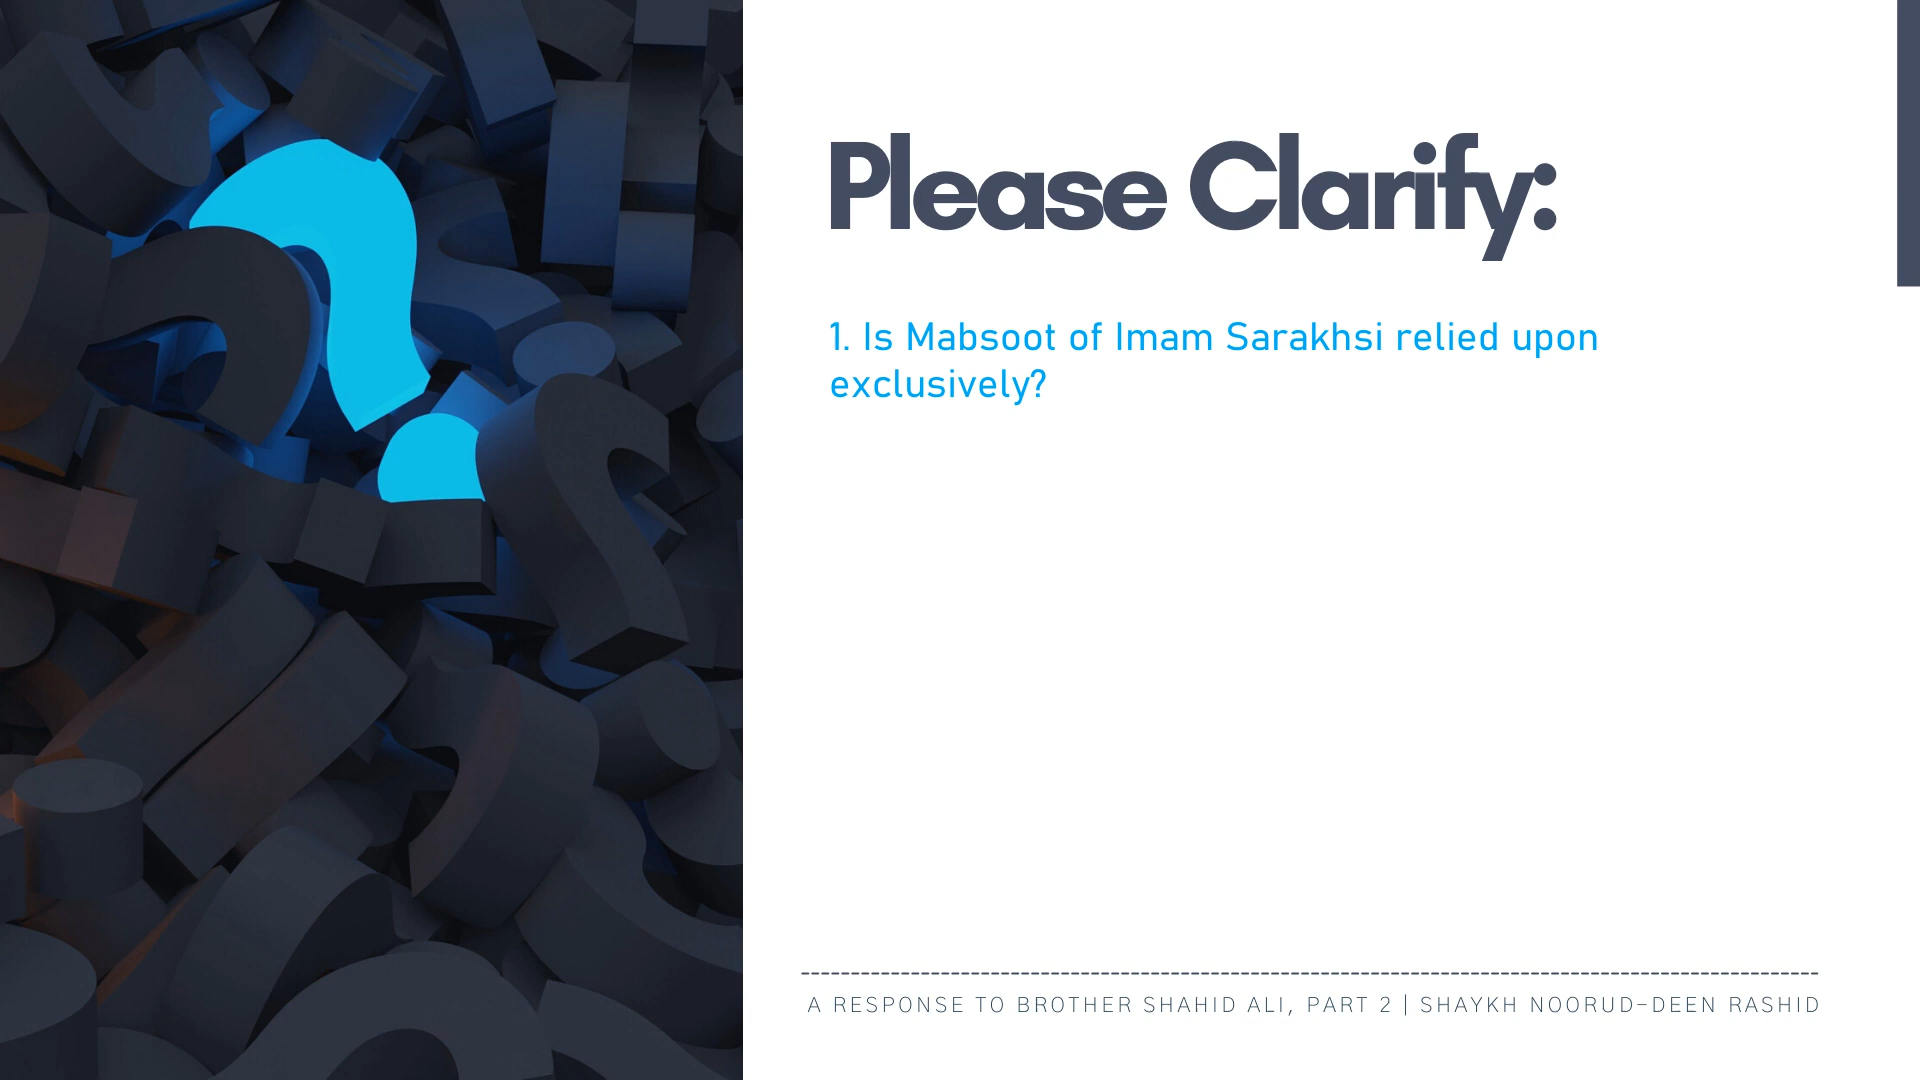 Please Clarify:
1. Is Mabsoot of Imam Sarakhsi relied upon
exclusively?
A RESPONSE TO BROTHER SHAHID ALI, PART 2 | SHAYKH NOORUD-DEEN RASHID